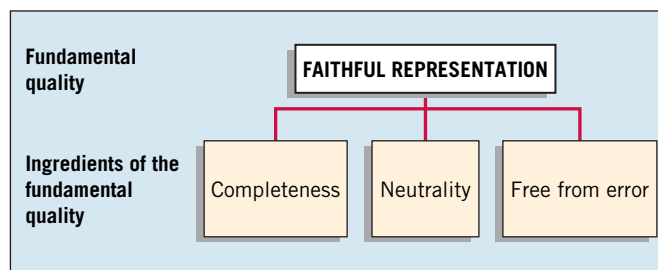 Fundamental
quality
FAITHFUL REPRESENTATION
Ingredients of the
fundamental
quality
Completeness
Neutrality
Free from error